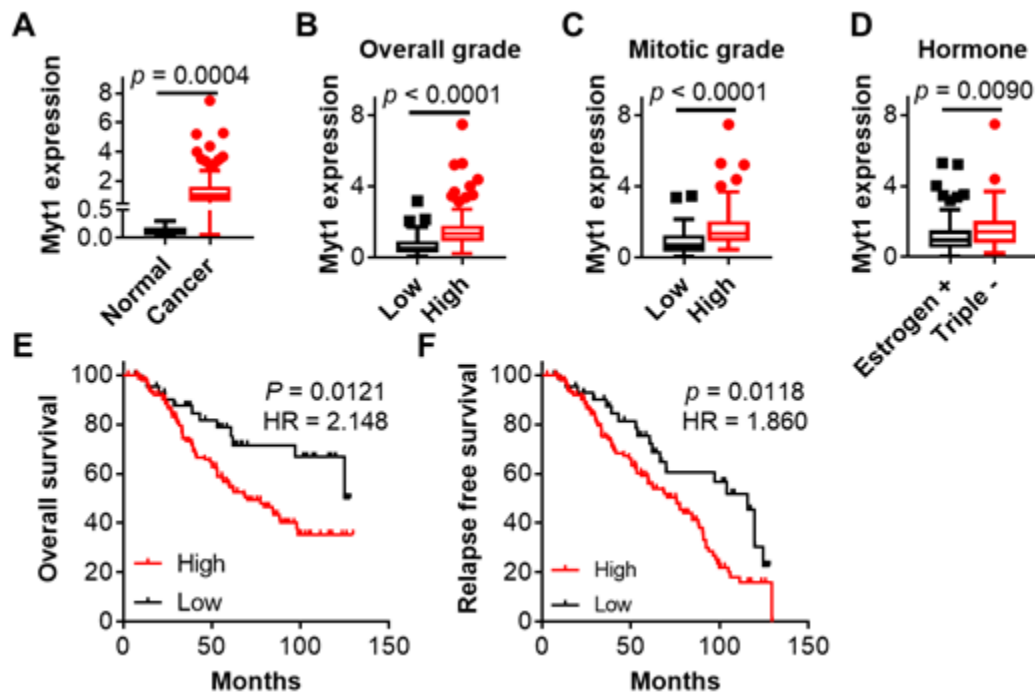 A
p = 0.0004
Myt1 expression
8
6
4
2
0.5
0.0
Normal
Cancer
B
Overall grade
p < 0.0001
Myt1 expression
8
4
0
Low
High
C
Mitotic grade
p < 0.0001
Myt1 expression
8
4
0
Low
High
D
Hormone
p = 0.0090
Myt1 expression
8
4
0
Estrogen +
Triple -
E
Overall survival
100
80
60
40
20
0
P = 0.0121
HR = 2.148
High
Low
0
50
100
150
Months
F
Relapse free survival
100
80
60
40
20
0
p = 0.0118
HR = 1.860
High
Low
0
50
100
150
Months